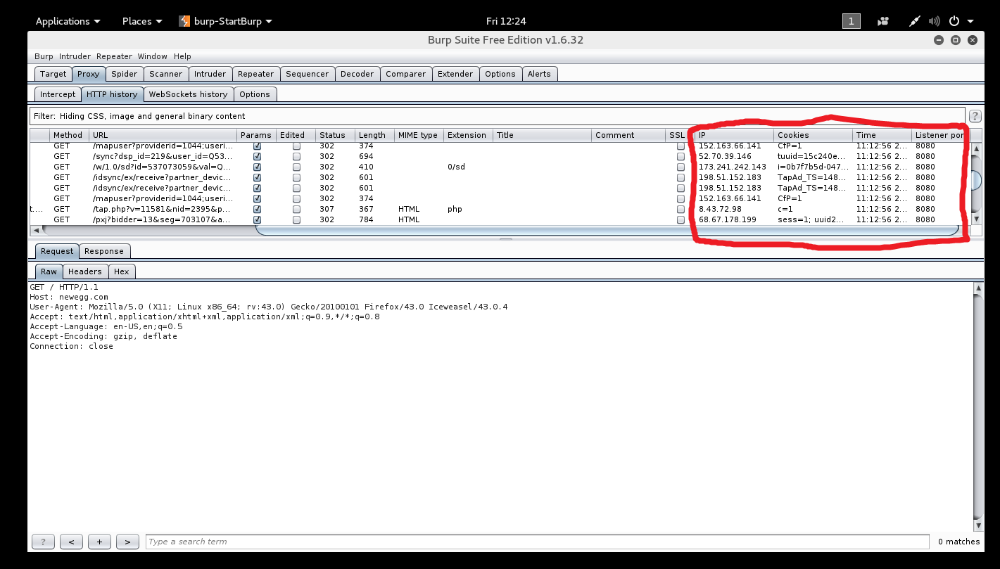 Applications Places burp-StartBurp Fri 12:24 1
Burp Suite Free Edition v1.6.32
Burp Intruder Repeater Window Help
Target Proxy Spider Scanner Intruder Repeater Sequencer Decoder Comparer Extender Options Alerts
Intercept HTTP history WebSockets history Options
Filter: Hiding CSS, image and general binary content ?
Method URL Params Edited Status Length MIME type Extension Title Comment SSL IP Cookies Time Listener por
GET /mapuser?providerid=1044;useri... 302 374 152.163.66.141 CfP=1 11:12:56 2... 8080
GET /sync?dsp_id=219&user_id=Q53... 302 694 52.70.39.146 tuuid=15c240e... 11:12:56 2... 8080
GET /w/1.0/sd?id=537073059&val=Q... 302 410 0/sd 173.241.242.143 i=0b7f7b5d-047... 11:12:56 2... 8080
GET /idsync/ex/receive?partner_devic... 302 601 198.51.152.183 TapAd_TS=148... 11:12:56 2... 8080
GET /idsync/ex/receive?partner_devic... 302 601 198.51.152.183 TapAd_TS=148... 11:12:56 2... 8080
GET /mapuser?providerid=1044;useri... 302 374 152.163.66.141 CfP=1 11:12:56 2... 8080
t.... GET /tap.php?v=11581&nid=2395&p... 307 367 HTML php 8.43.72.98 c=1 11:12:56 2... 8080
GET /pxj?bidder=13&seg=703107&a... 302 784 HTML 68.67.178.199 sess=1; uuid2... 11:12:56 2... 8080
Request Response
Raw Headers Hex
GET / HTTP/1.1
Host: newegg.com
User-Agent: Mozilla/5.0 (X11; Linux x86_64; rv:43.0) Gecko/20100101 Firefox/43.0 Iceweasel/43.0.4
Accept: text/html,application/xhtml+xml,application/xml;q=0.9,*/*;q=0.8
Accept-Language: en-US,en;q=0.5
Accept-Encoding: gzip, deflate
Connection: close
? < + > Type a search term 0 matches